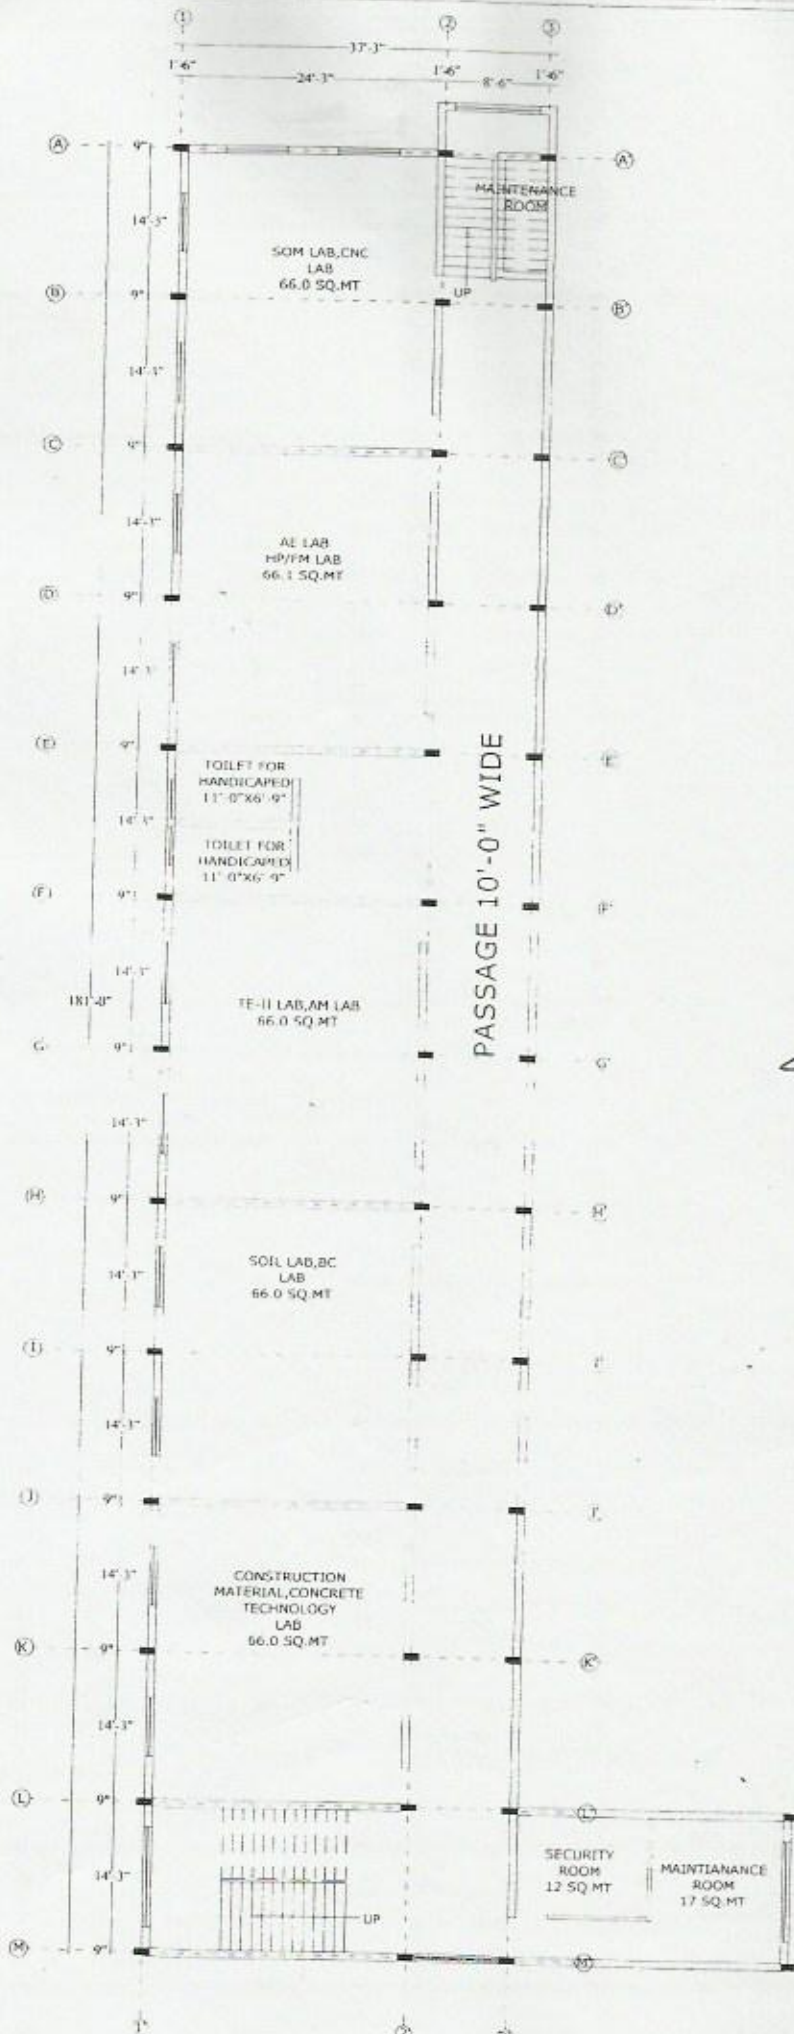 1 2 3
37'-3"
1'-6" 24'-3" 1'-6" 8'-6" 1'-6"
A 9" A'
MAINTENANCE
ROOM
14'-3"
SOM LAB,CNC
LAB
66.0 SQ.MT
UP
B 9" B'
14'-3"
C 9" C'
14'-3"
AE LAB
HP/FM LAB
66.1 SQ.MT
D 9" D'
14'-3"
E 9" E'
TOILET FOR
HANDICAPED
11'-0"X6'-9"
14'-3"
TOILET FOR
HANDICAPED
11'-0"X6'-9"
PASSAGE 10'-0" WIDE
F 9" F'
14'-3"
181'-0"
TE-II LAB,AM LAB
66.0 SQ.MT
G 9" G'
14'-3"
H 9" H'
14'-3"
SOIL LAB,BC
LAB
66.0 SQ.MT
I 9" I'
14'-3"
J 9" J'
14'-3"
CONSTRUCTION
MATERIAL,CONCRETE
TECHNOLOGY
LAB
66.0 SQ.MT
K 9" K'
14'-3"
L 9" L'
14'-3"
SECURITY
ROOM
12 SQ MT
MAINTIANANCE
ROOM
17 SQ.MT
UP
M 9" M'
1' 2'